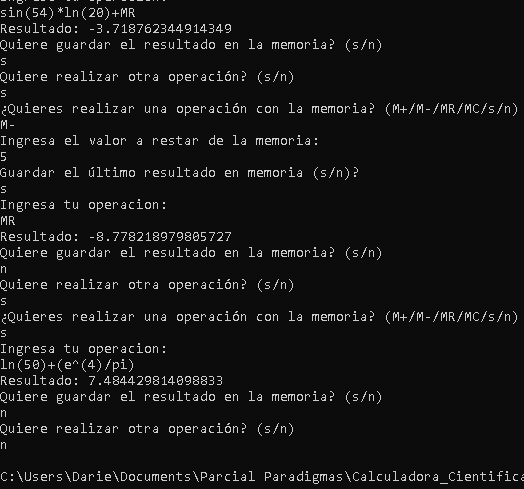 sin(54)*ln(20)+MR
Resultado: -3.718762344914349
Quiere guardar el resultado en la memoria? (s/n)
s
Quiere realizar otra operación? (s/n)
s
¿Quieres realizar una operación con la memoria? (M+/M-/MR/MC/s/n)
M-
Ingresa el valor a restar de la memoria:
5
Guardar el último resultado en memoria (s/n)?
s
Ingresa tu operacion:
MR
Resultado: -8.778218979805727
Quiere guardar el resultado en la memoria? (s/n)
n
Quiere realizar otra operación? (s/n)
s
¿Quieres realizar una operación con la memoria? (M+/M-/MR/MC/s/n)
s
Ingresa tu operacion:
ln(50)+(e^(4)/pi)
Resultado: 7.484429814098833
Quiere guardar el resultado en la memoria? (s/n)
n
Quiere realizar otra operación? (s/n)
n
C:\Users\Darie\Documents\Parcial Paradigmas\Calculadora_Cientifica